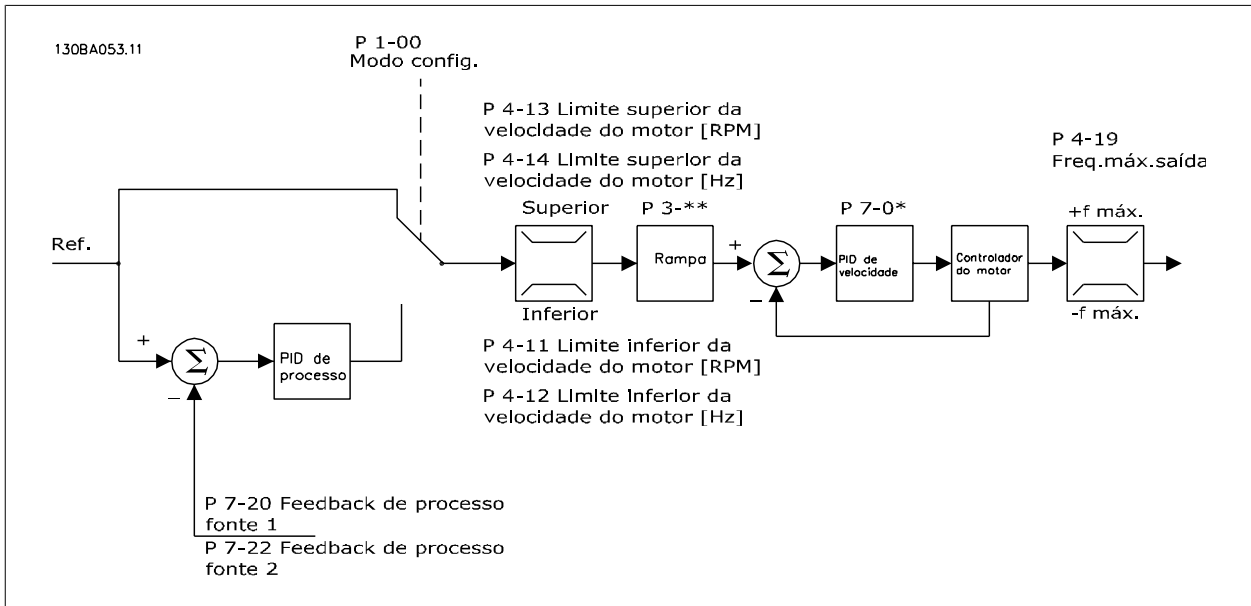 130BA053.11
P 1-00
Modo config.
P 4-13 Limite superior da
velocidade do motor [RPM]
P 4-14 Limite superior da
velocidade do motor [Hz]
P 4-19
Freq.máx.saída
Superior
P 3-**
P 7-0*
+f máx.
Ref.
Rampa
+
Σ
−
PID de
velocidade
Controlador
do motor
Inferior
-f máx.
+
Σ
−
PID de
processo
P 4-11 Limite inferior da
velocidade do motor [RPM]
P 4-12 Limite inferior da
velocidade do motor [Hz]
P 7-20 Feedback de processo
fonte 1
P 7-22 Feedback de processo
fonte 2